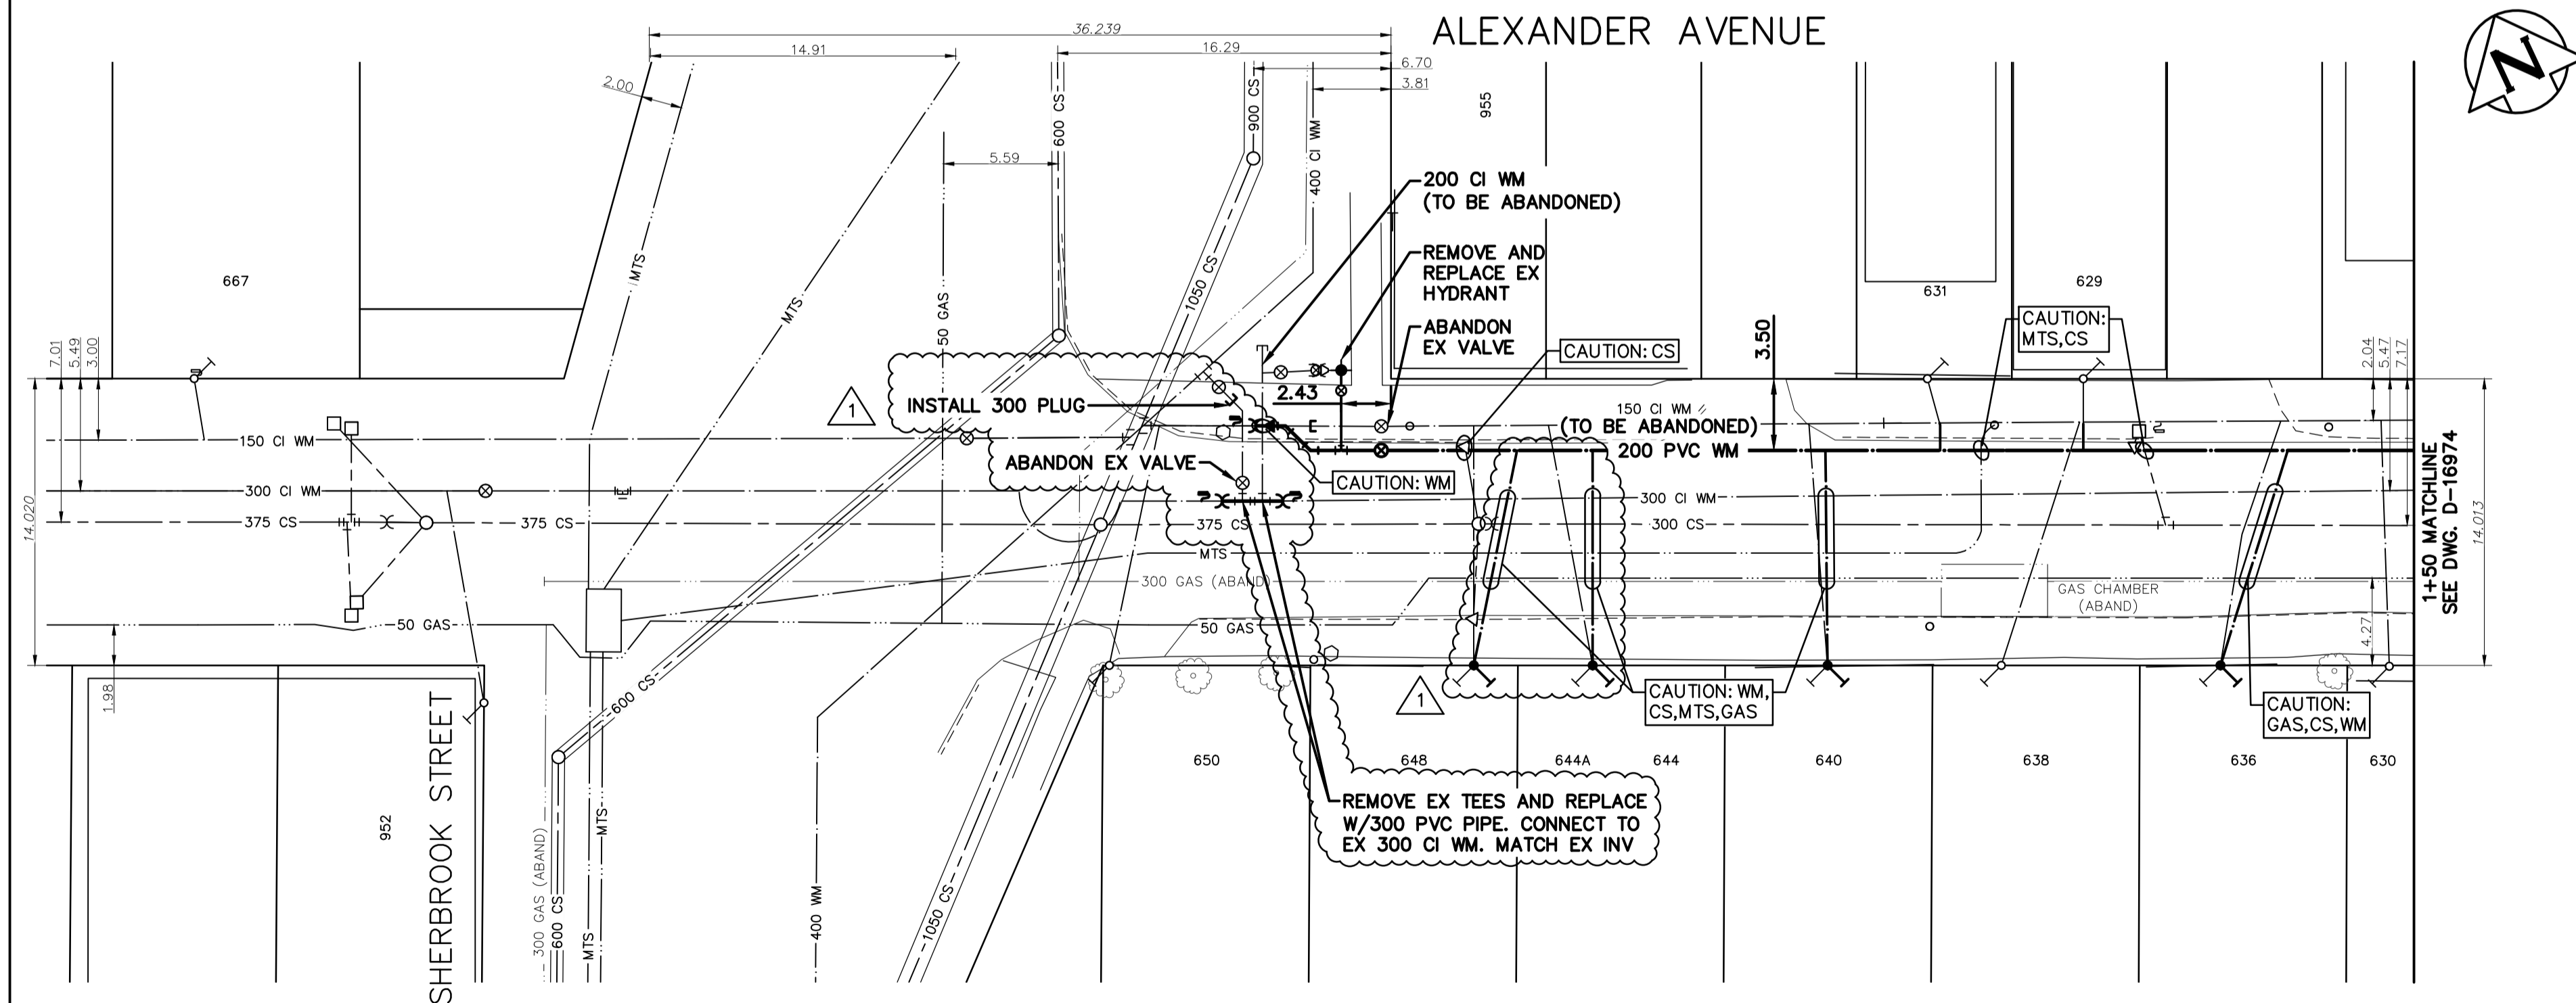 ALEXANDER AVENUE
N
36.239
14.91
16.29
6.70
3.81
2.00
5.59
600 CS
900 CS
400 CI WM
955
200 CI WM
(TO BE ABANDONED)
REMOVE AND
REPLACE EX
HYDRANT
ABANDON
EX VALVE
667
MTS
MTS
50 GAS
1050 CS
631
629
CAUTION:
MTS,CS
CAUTION: CS
3.50
7.01
5.49
3.00
2.04
5.47
7.17
1
INSTALL 300 PLUG
2.43
E
150 CI WM
(TO BE ABANDONED)
200 PVC WM
150 CI WM
ABANDON EX VALVE
CAUTION: WM
300 CI WM
300 CI WM
375 CS
375 CS
375 CS
300 CS
MTS
300 GAS (ABAND)
GAS CHAMBER
(ABAND)
14.020
14.013
1+50 MATCHLINE
SEE DWG. D-16974
50 GAS
50 GAS
4.27
1.98
600 CS
1
CAUTION: WM,
CS,MTS,GAS
CAUTION:
GAS,CS,WM
650
648
644A
644
640
638
636
630
REMOVE EX TEES AND REPLACE
W/300 PVC PIPE. CONNECT TO
EX 300 CI WM. MATCH EX INV
952
SHERBROOK STREET
300 GAS (ABAND)
600 CS
MTS
MTS
400 WM
1050 CS